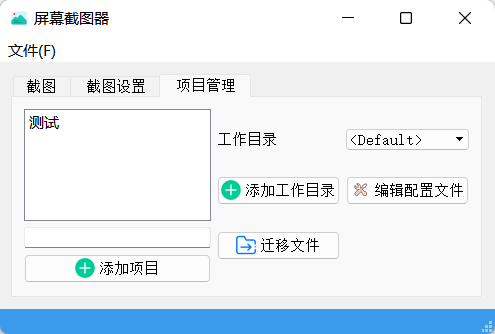 屏幕截图器
文件(F)
截图 截图设置 项目管理
测试
工作目录 <Default>
添加工作目录 编辑配置文件
迁移文件
添加项目